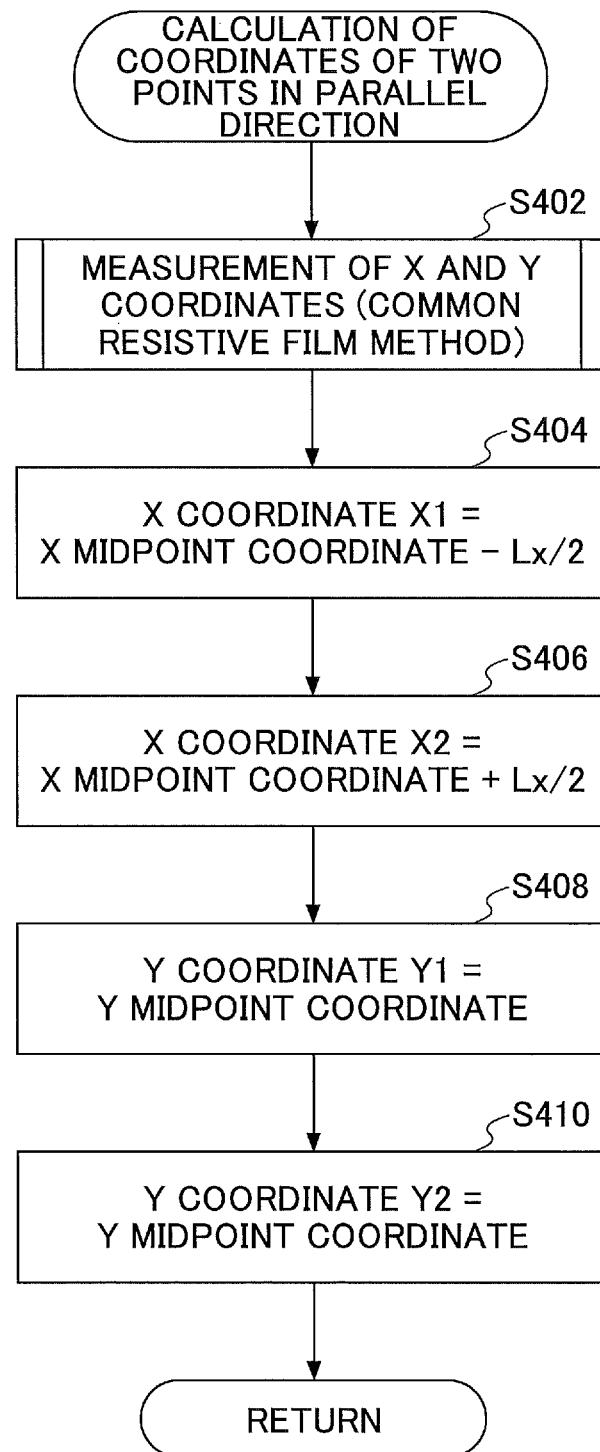 CALCULATION OF
COORDINATES OF TWO
POINTS IN PARALLEL
DIRECTION
S402
MEASUREMENT OF X AND Y
COORDINATES (COMMON
RESISTIVE FILM METHOD)
S404
X COORDINATE X1 =
X MIDPOINT COORDINATE – Lx/2
S406
X COORDINATE X2 =
X MIDPOINT COORDINATE + Lx/2
S408
Y COORDINATE Y1 =
Y MIDPOINT COORDINATE
S410
Y COORDINATE Y2 =
Y MIDPOINT COORDINATE
RETURN